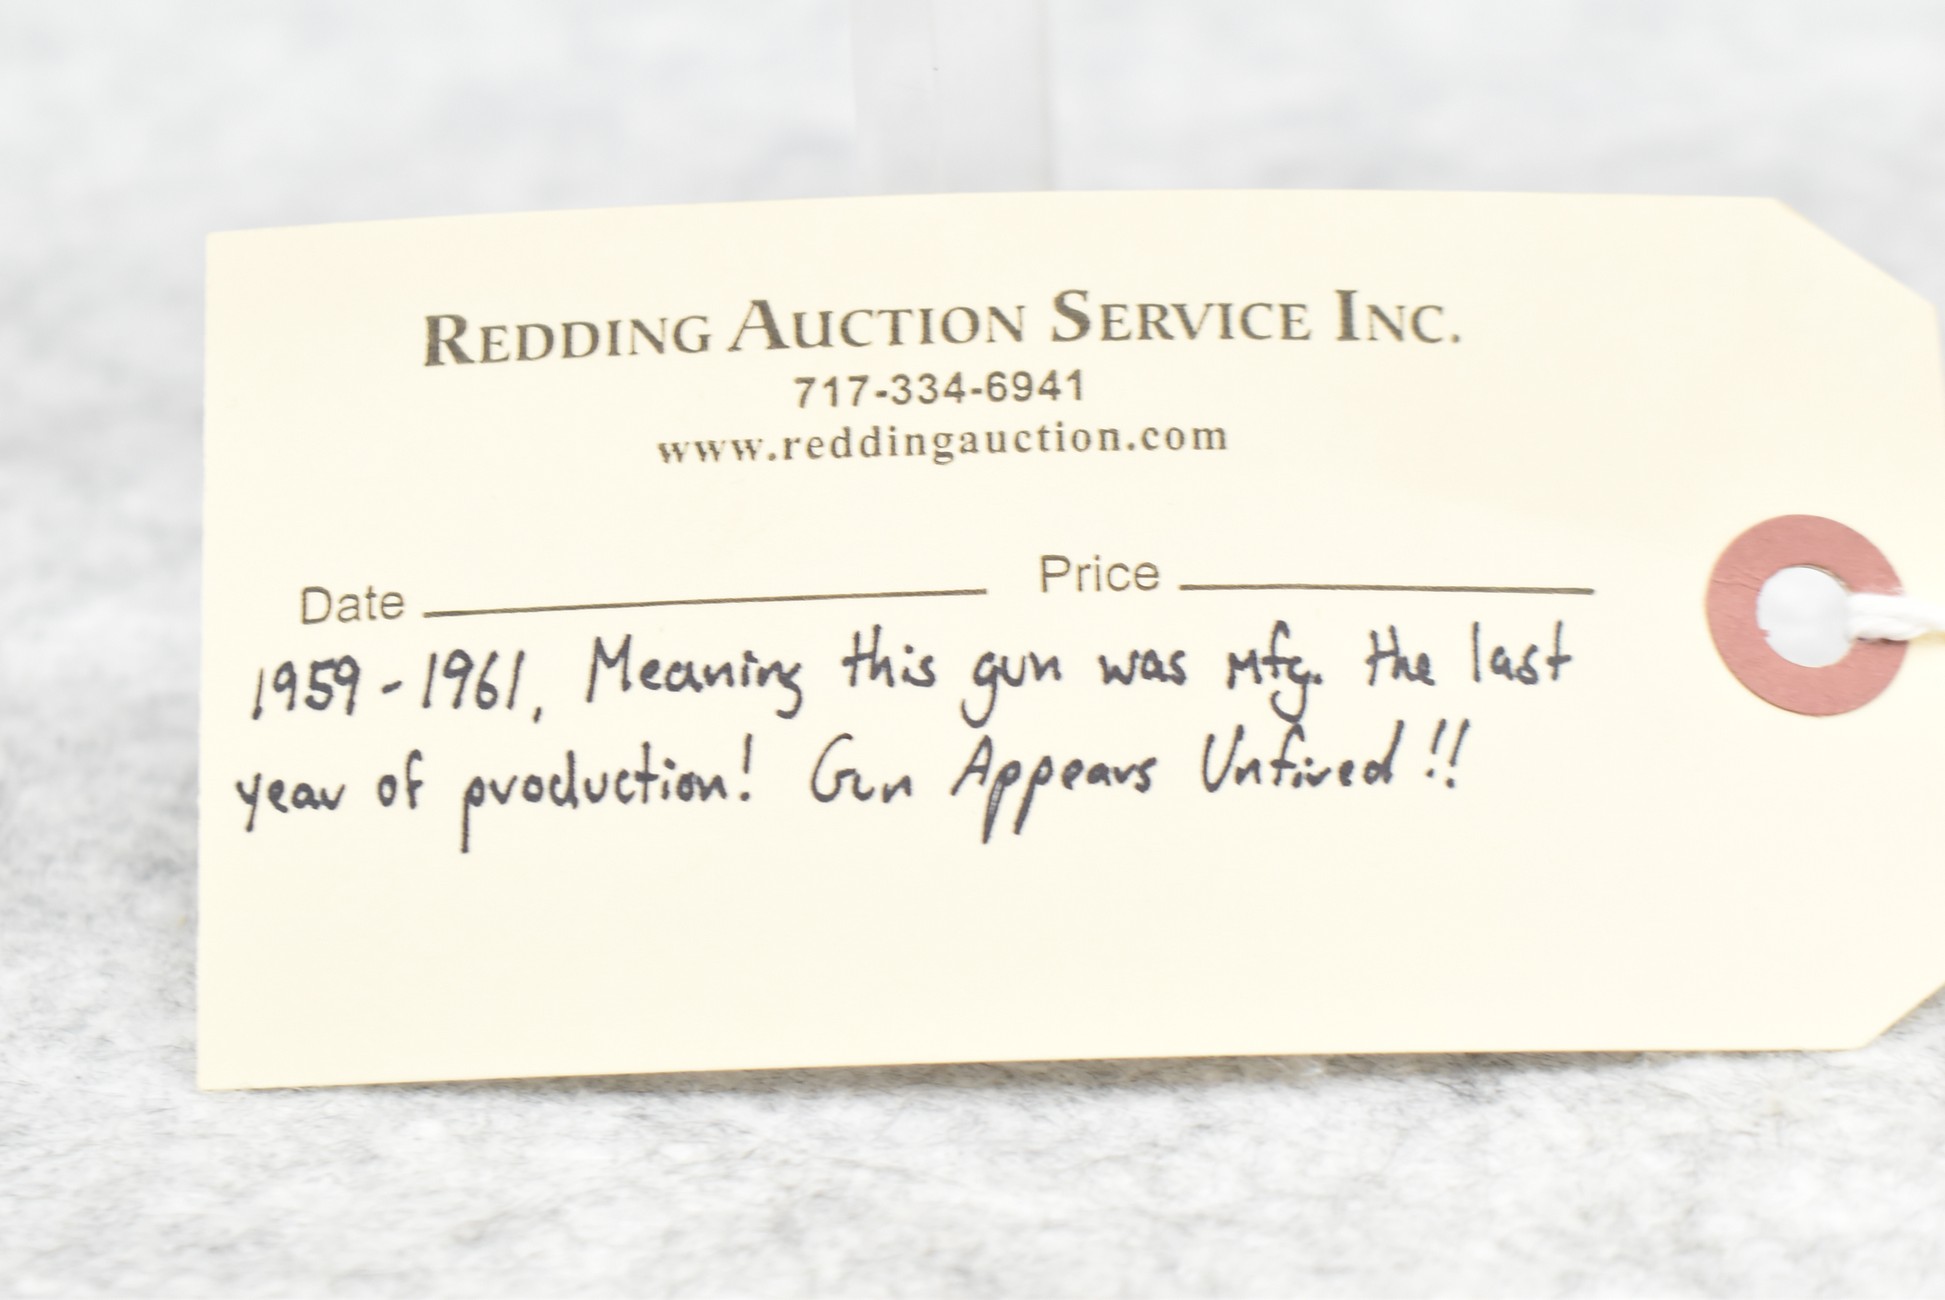 REDDING AUCTION SERVICE INC.
717-334-6941
www.reddingauction.com
Date Price
1959-1961, Meaning this gun was mfg. the last
year of production! Gun Appears Unfired!!